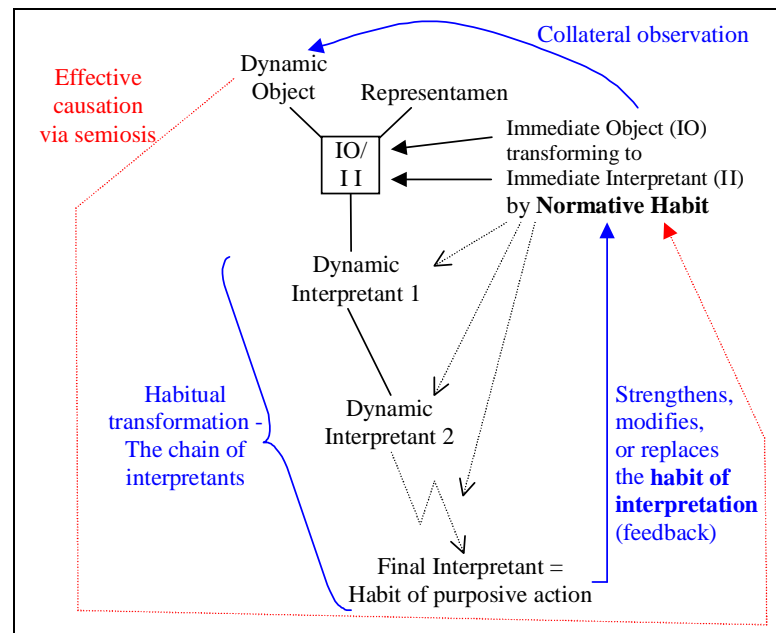 Collateral observation
Effective
causation
via semiosis
Dynamic
Object
Representamen
IO/
I I
Immediate Object (IO)
transforming to
Immediate Interpretant (II)
by Normative Habit
Dynamic
Interpretant 1
Habitual
transformation -
The chain of
interpretants
Dynamic
Interpretant 2
Strengthens,
modifies,
or replaces
the habit of
interpretation
(feedback)
Final Interpretant =
Habit of purposive action